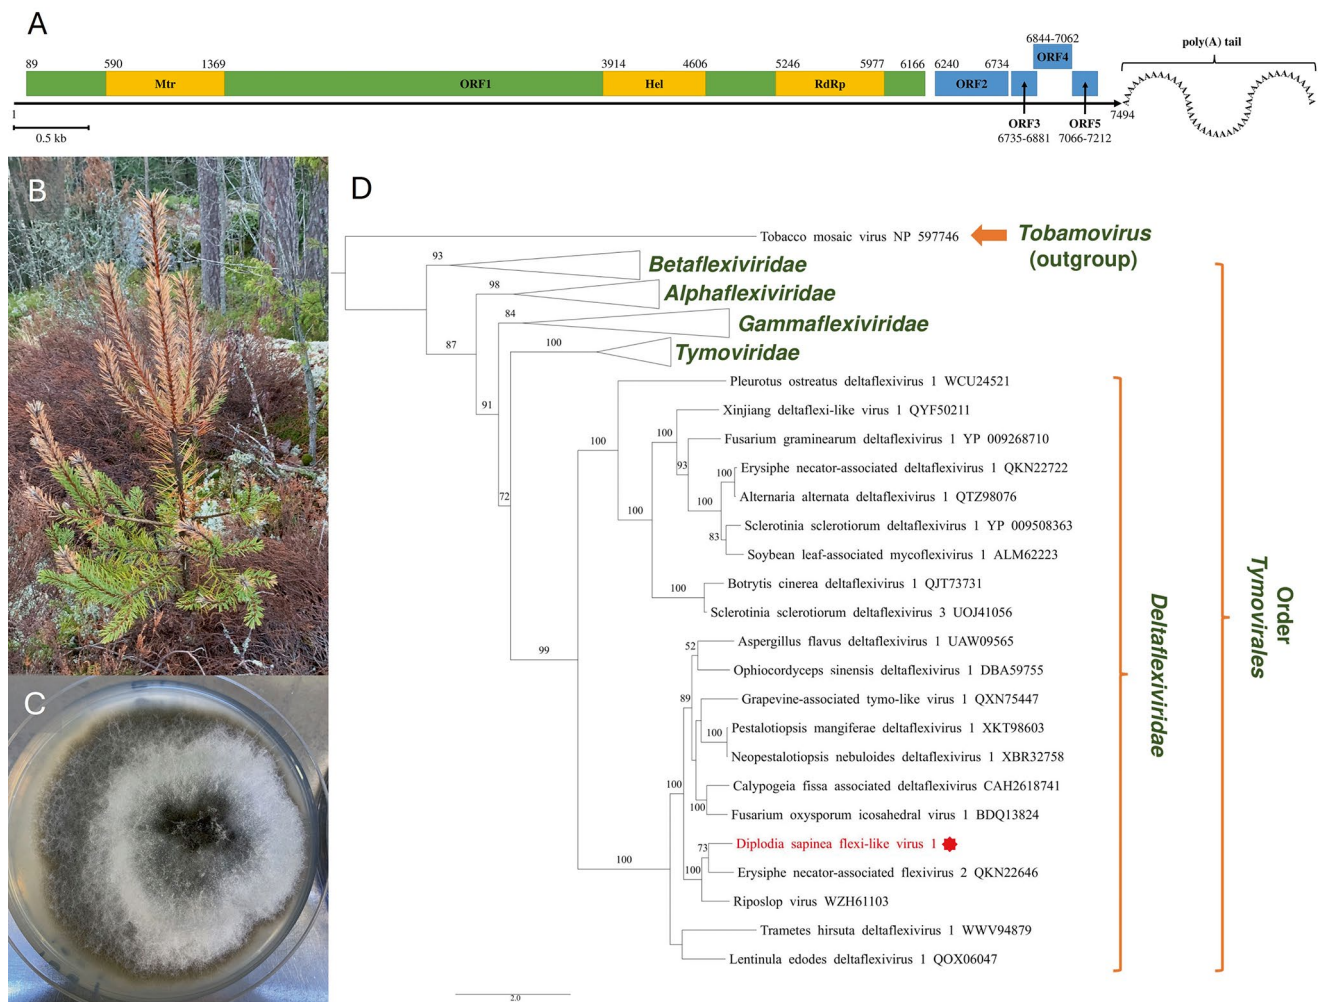 A
89 590 1369 3914 4606 5246 5977 6166 6240 6734 6844-7062
poly(A) tail
Mtr ORF1 Hel RdRp ORF2 ORF4
1 7494
ORF3 ORF5
6735-6881 7066-7212
0.5 kb
B
C
D
Tobacco mosaic virus NP 597746
Tobamovirus
(outgroup)
93
Betaflexiviridae
98
Alphaflexiviridae
84
Gammaflexiviridae
87
100
Tymoviridae
91
72
99
Pleurotus ostreatus deltaflexivirus 1 WCU24521
100
Xinjiang deltaflexi-like virus 1 QYF50211
100
Fusarium graminearum deltaflexivirus 1 YP 009268710
93
Erysiphe necator-associated deltaflexivirus 1 QKN22722
100
Alternaria alternata deltaflexivirus 1 QTZ98076
100
100
Sclerotinia sclerotiorum deltaflexivirus 1 YP 009508363
83
Soybean leaf-associated mycoflexivirus 1 ALM62223
Botrytis cinerea deltaflexivirus 1 QJT73731
100
Sclerotinia sclerotiorum deltaflexivirus 3 UOJ41056
Aspergillus flavus deltaflexivirus 1 UAW09565
52
Ophiocordyceps sinensis deltaflexivirus 1 DBA59755
89
Grapevine-associated tymo-like virus 1 QXN75447
Pestalotiopsis mangiferae deltaflexivirus 1 XKT98603
100
Neopestalotiopsis nebuloides deltaflexivirus 1 XBR32758
100
Calypogeia fissa associated deltaflexivirus CAH2618741
100
Fusarium oxysporum icosahedral virus 1 BDQ13824
Diplodia sapinea flexi-like virus 1
73
100
Erysiphe necator-associated flexivirus 2 QKN22646
100
Riposlop virus WZH61103
Trametes hirsuta deltaflexivirus 1 WWV94879
Lentinula edodes deltaflexivirus 1 QOX06047
Deltaflexiviridae
Order
Tymovirales
2.0